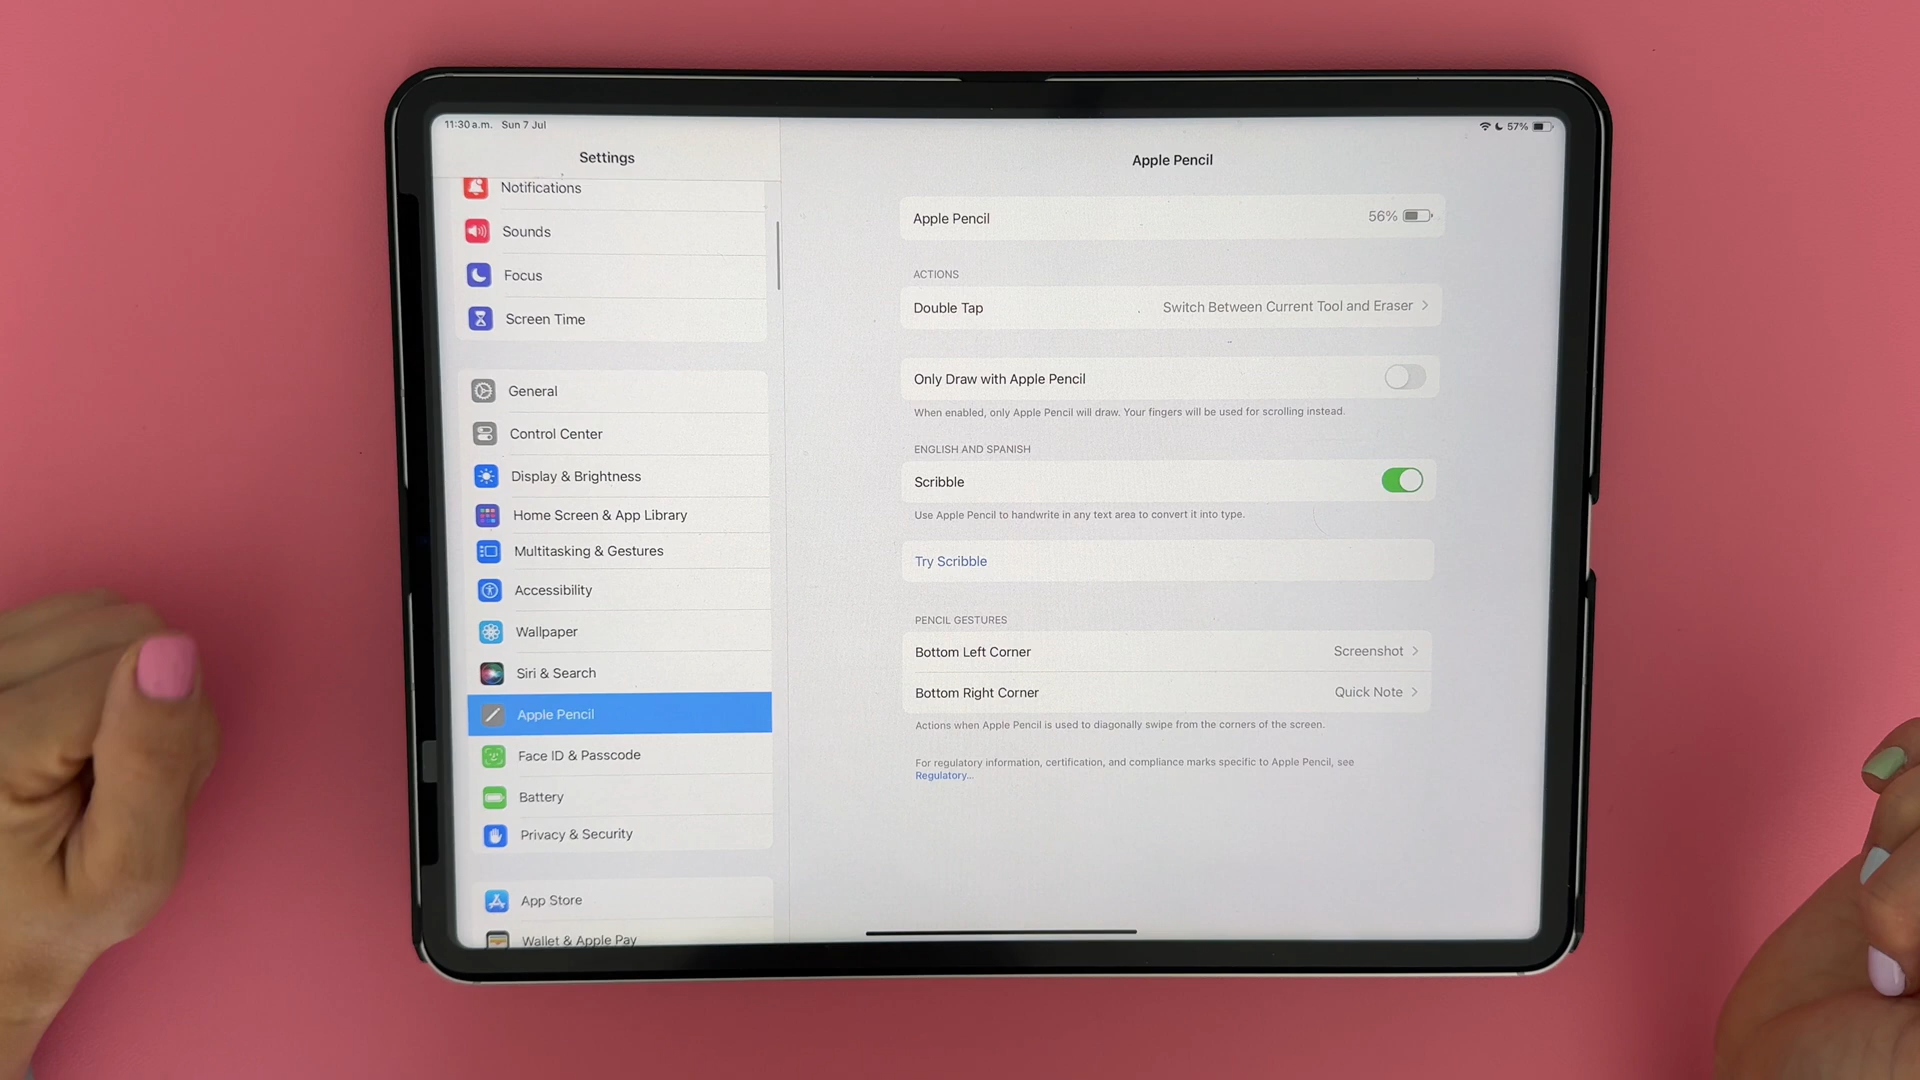 11:30 a.m. Sun 7 Jul
57%
Settings
Notifications
Sounds
Focus
Screen Time
General
Control Center
Display & Brightness
Home Screen & App Library
Multitasking & Gestures
Accessibility
Wallpaper
Siri & Search
Apple Pencil
Face ID & Passcode
Battery
Privacy & Security
App Store
Wallet & Apple Pay
Apple Pencil
Apple Pencil 56%
ACTIONS
Double Tap Switch Between Current Tool and Eraser
Only Draw with Apple Pencil
When enabled, only Apple Pencil will draw. Your fingers will be used for scrolling instead.
ENGLISH AND SPANISH
Scribble
Use Apple Pencil to handwrite in any text area to convert it into type.
Try Scribble
PENCIL GESTURES
Bottom Left Corner Screenshot
Bottom Right Corner Quick Note
Actions when Apple Pencil is used to diagonally swipe from the corners of the screen.
For regulatory information, certification, and compliance marks specific to Apple Pencil, see
Regulatory...